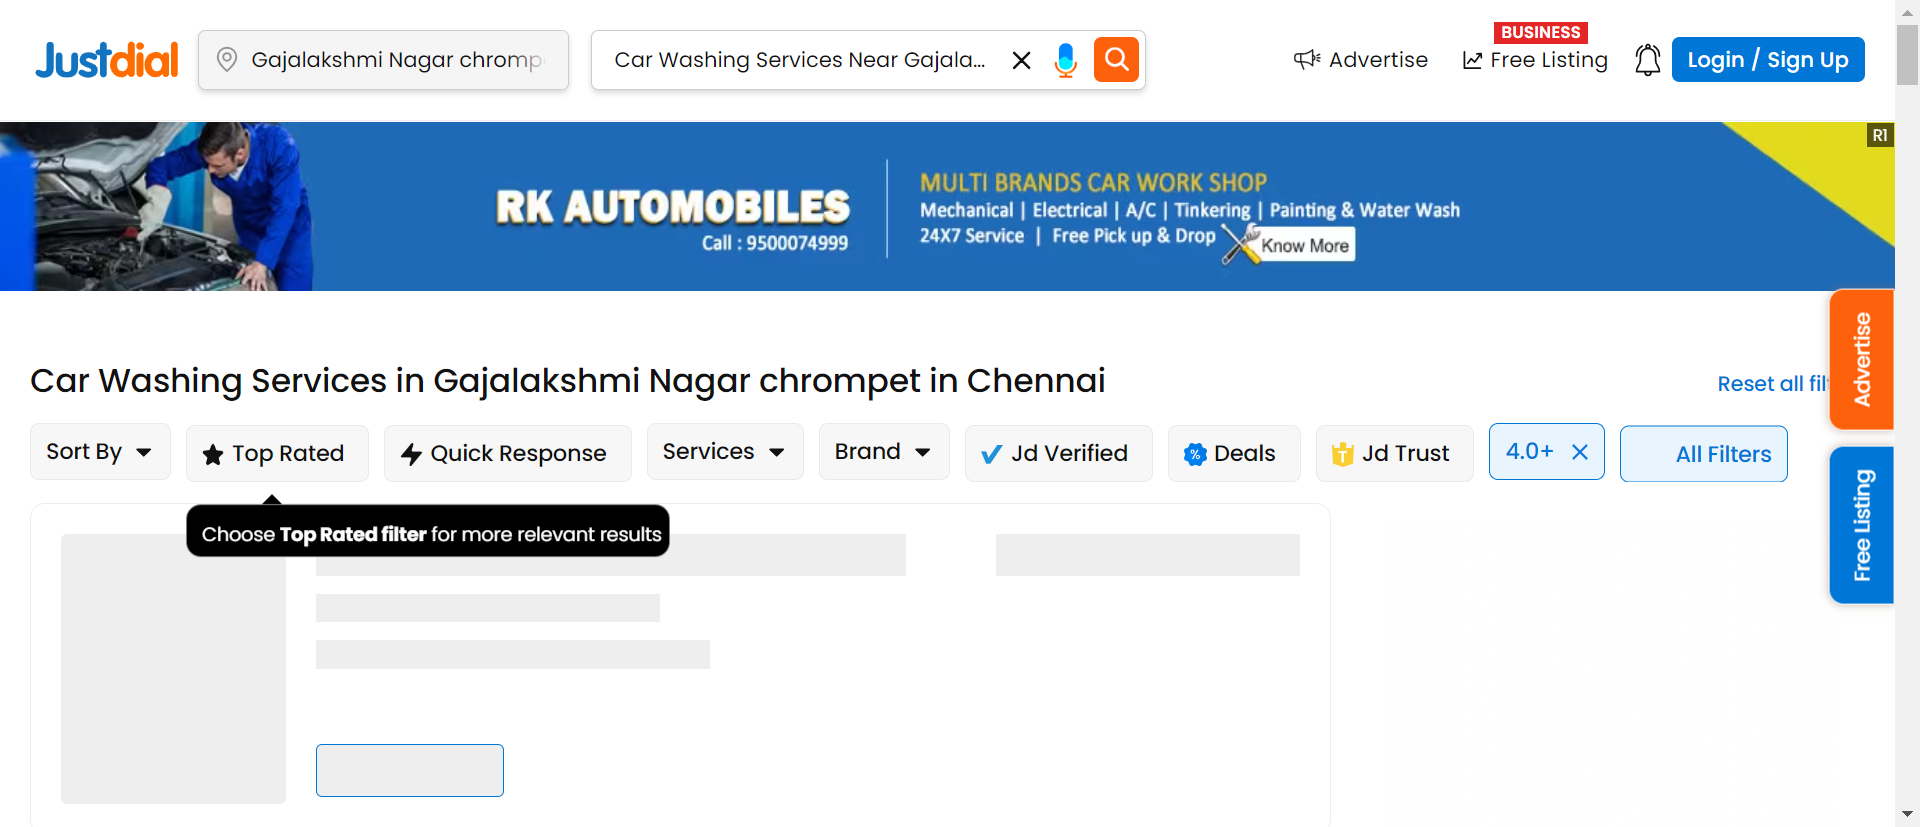 Justdial
Gajalakshmi Nagar chromp
Car Washing Services Near Gajala...
Advertise
BUSINESS
Free Listing
Login / Sign Up
R1
RK AUTOMOBILES
Call : 9500074999
MULTI BRANDS CAR WORK SHOP
Mechanical | Electrical | A/C | Tinkering | Painting & Water Wash
24X7 Service | Free Pick up & Drop
Know More
Advertise
Free Listing
Car Washing Services in Gajalakshmi Nagar chrompet in Chennai
Reset all fil
Sort By
Top Rated
Quick Response
Services
Brand
Jd Verified
Deals
Jd Trust
4.0+
All Filters
Choose Top Rated filter for more relevant results